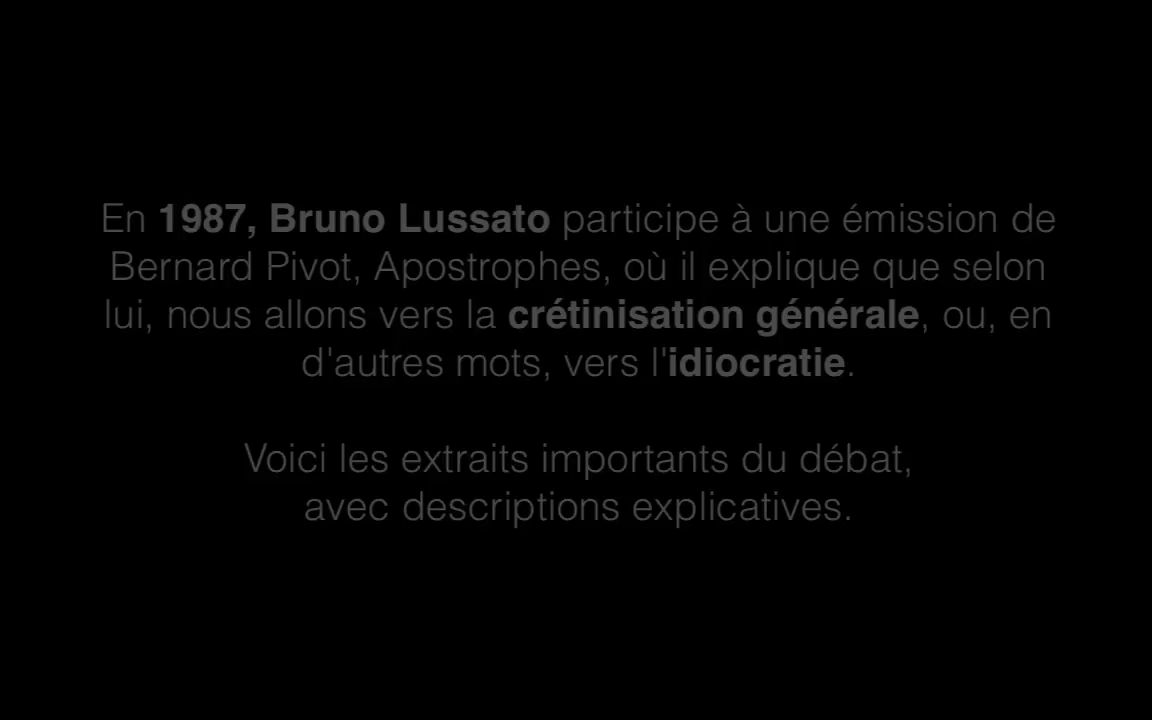 En 1987, Bruno Lussato participe à une émission de
Bernard Pivot, Apostrophes, où il explique que selon
lui, nous allons vers la crétinisation générale, ou, en
d'autres mots, vers l'idiocratie.
Voici les extraits importants du débat,
avec descriptions explicatives.